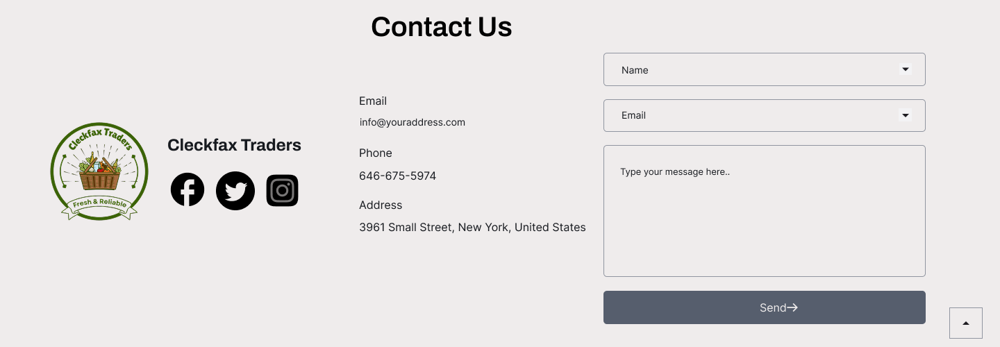 Contact Us
Cleckfax Traders
Fresh & Reliable
Cleckfax Traders
Email
info@youraddress.com
Phone
646-675-5974
Address
3961 Small Street, New York, United States
Name
Email
Type your message here..
Send